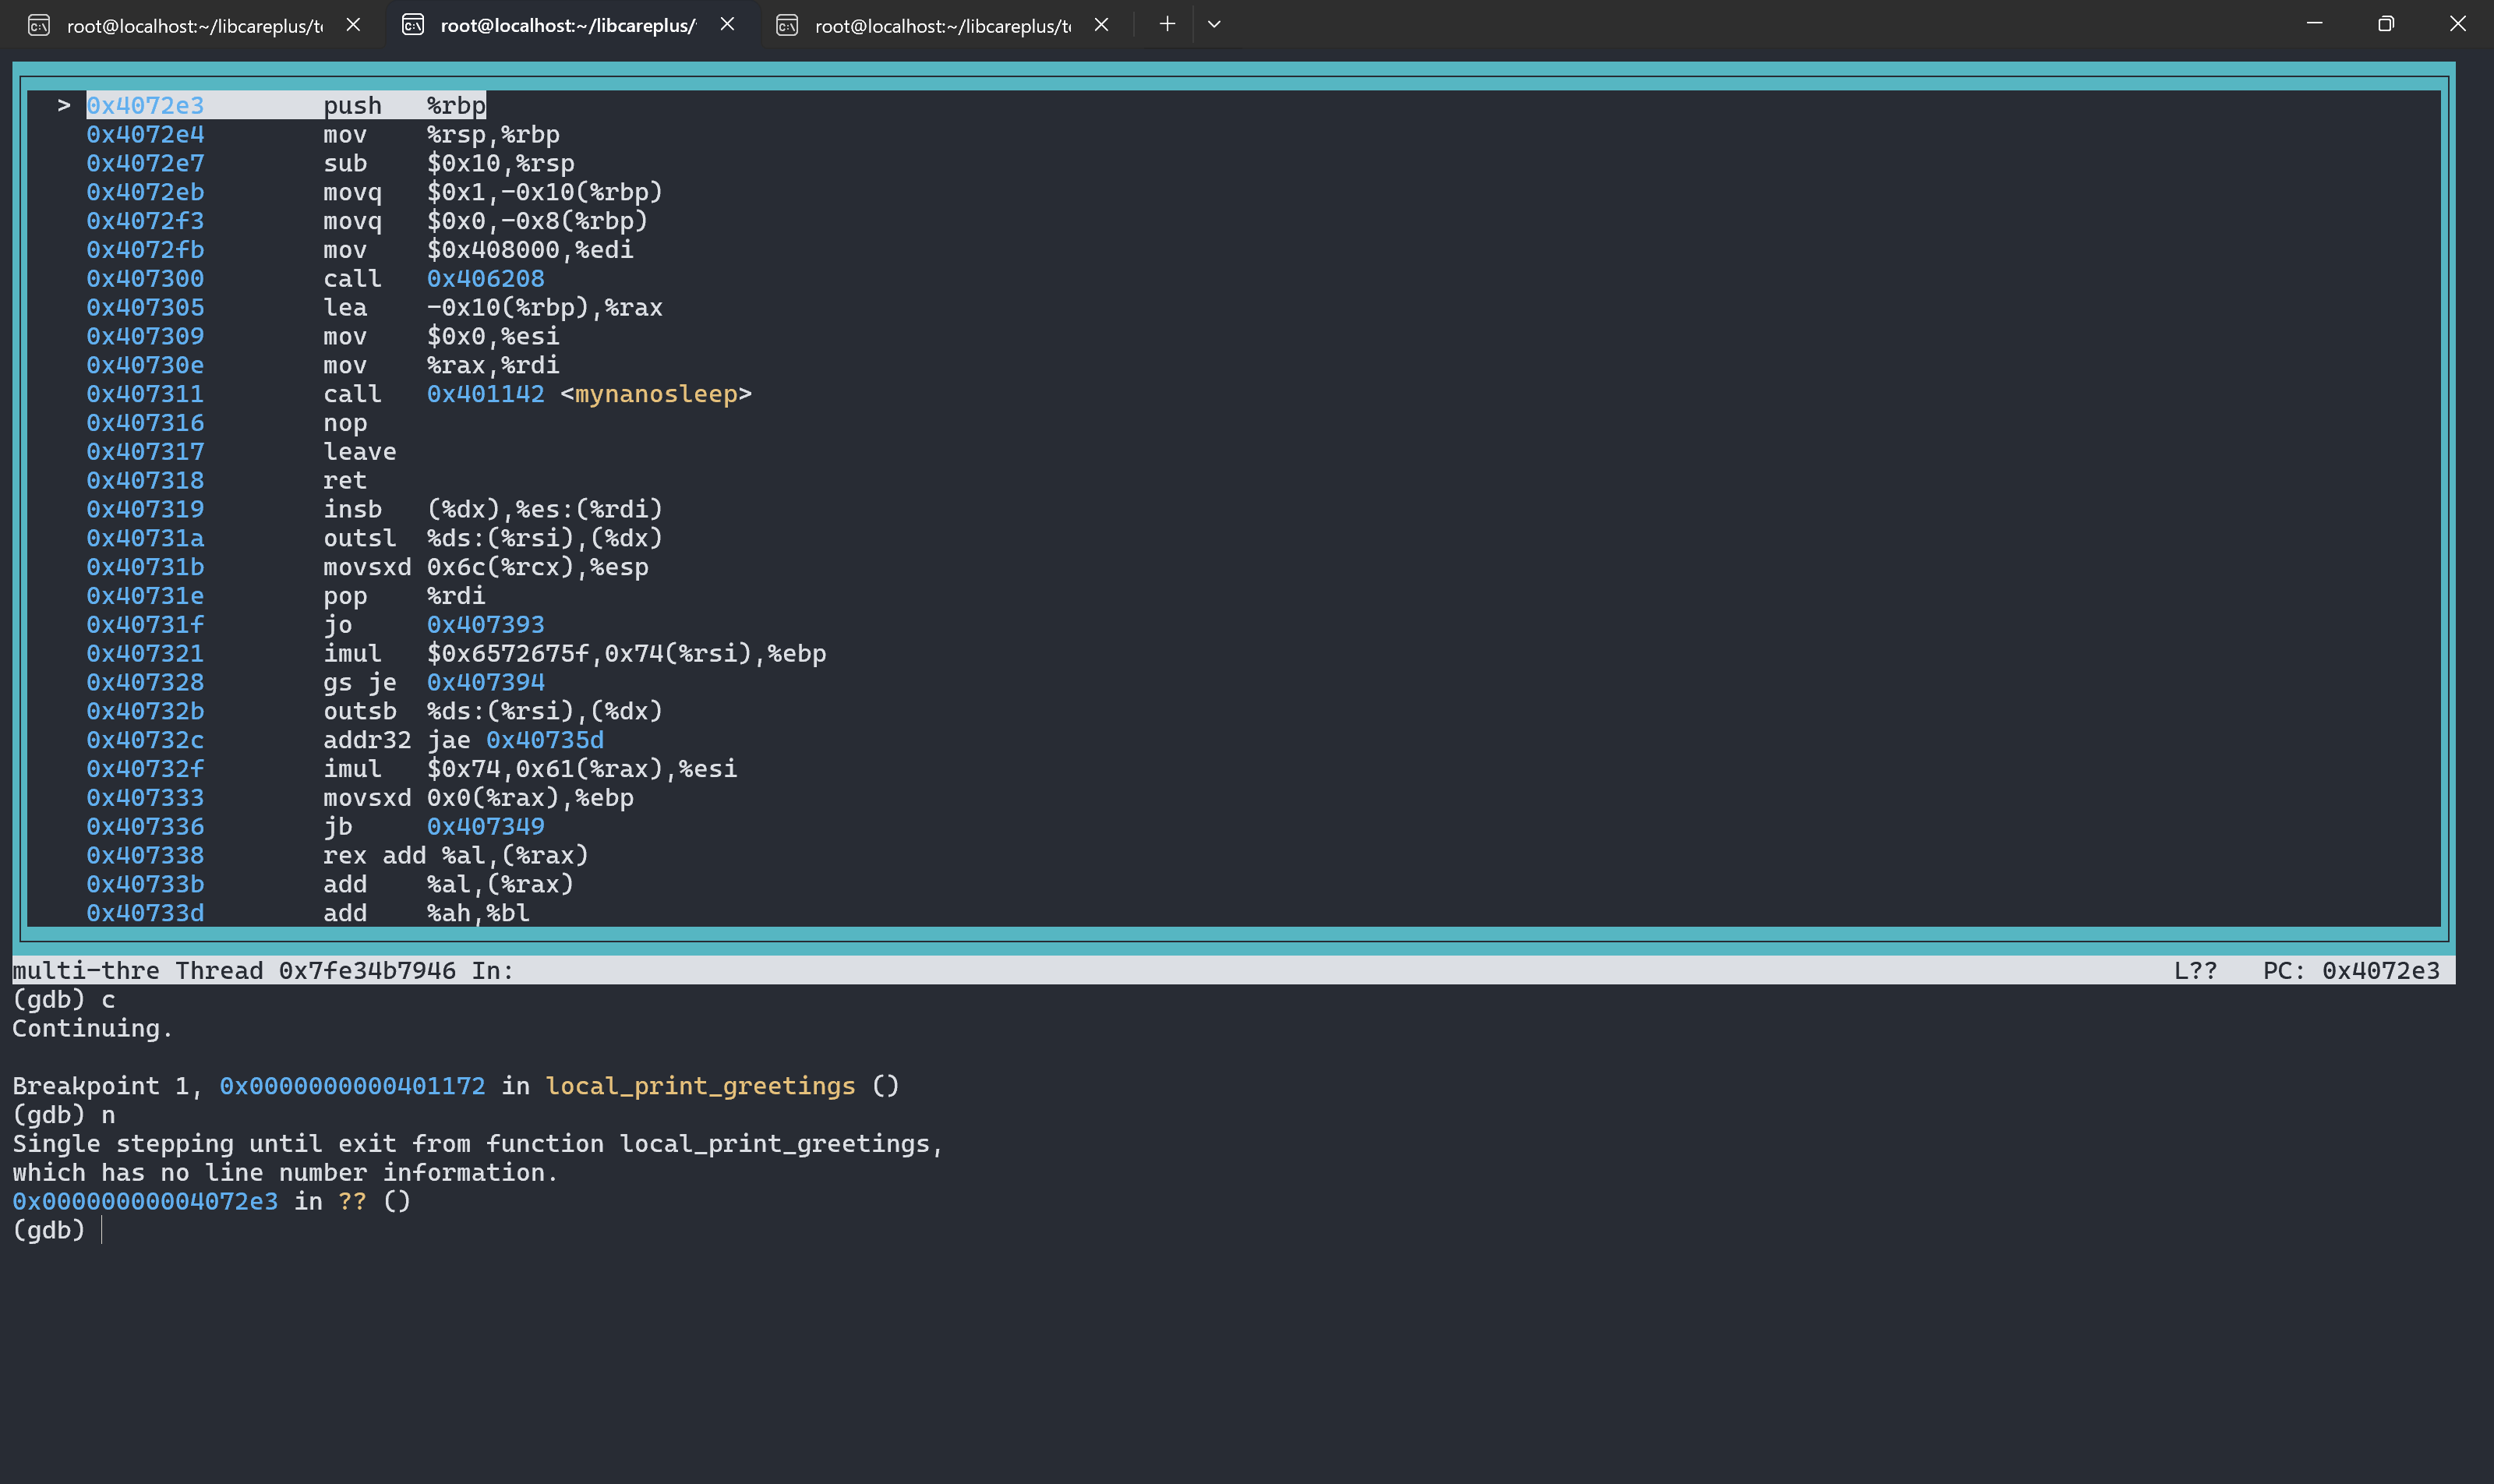 root@localhost:~/libcareplus/te
root@localhost:~/libcareplus/
root@localhost:~/libcareplus/te
> 0x4072e3 push %rbp
0x4072e4 mov %rsp,%rbp
0x4072e7 sub $0x10,%rsp
0x4072eb movq $0x1,-0x10(%rbp)
0x4072f3 movq $0x0,-0x8(%rbp)
0x4072fb mov $0x408000,%edi
0x407300 call 0x406208
0x407305 lea -0x10(%rbp),%rax
0x407309 mov $0x0,%esi
0x40730e mov %rax,%rdi
0x407311 call 0x401142 <mynanosleep>
0x407316 nop
0x407317 leave
0x407318 ret
0x407319 insb (%dx),%es:(%rdi)
0x40731a outsl %ds:(%rsi),(%dx)
0x40731b movsxd 0x6c(%rcx),%esp
0x40731e pop %rdi
0x40731f jo 0x407393
0x407321 imul $0x6572675f,0x74(%rsi),%ebp
0x407328 gs je 0x407394
0x40732b outsb %ds:(%rsi),(%dx)
0x40732c addr32 jae 0x40735d
0x40732f imul $0x74,0x61(%rax),%esi
0x407333 movsxd 0x0(%rax),%ebp
0x407336 jb 0x407349
0x407338 rex add %al,(%rax)
0x40733b add %al,(%rax)
0x40733d add %ah,%bl
multi-thre Thread 0x7fe34b7946 In: L?? PC: 0x4072e3
(gdb) c
Continuing.
Breakpoint 1, 0x0000000000401172 in local_print_greetings ()
(gdb) n
Single stepping until exit from function local_print_greetings,
which has no line number information.
0x00000000004072e3 in ?? ()
(gdb)